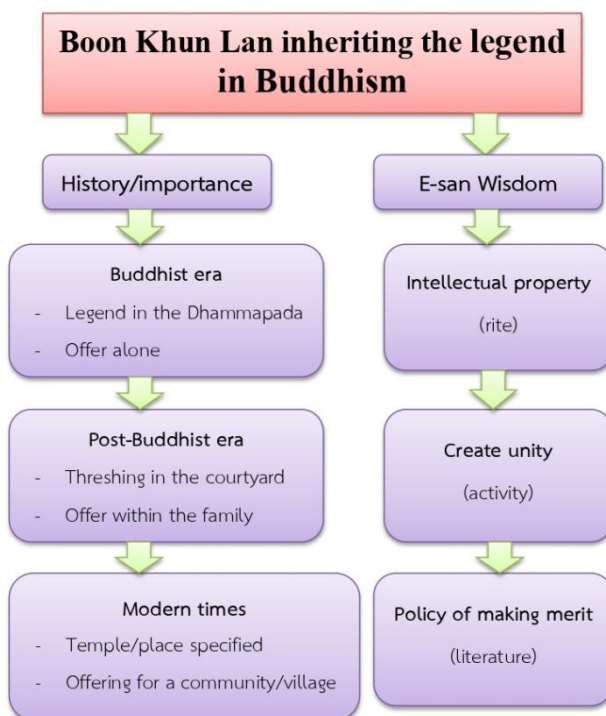 Boon Khun Lan inheriting the legend
in Buddhism
History/importance
Buddhist era
- Legend in the Dhammapada
- Offer alone
Post-Buddhist era
- Threshing in the courtyard
- Offer within the family
Modern times
- Temple/place specified
- Offering for a community/village
E-san Wisdom
Intellectual property
(rite)
Create unity
(activity)
Policy of making merit
(literature)